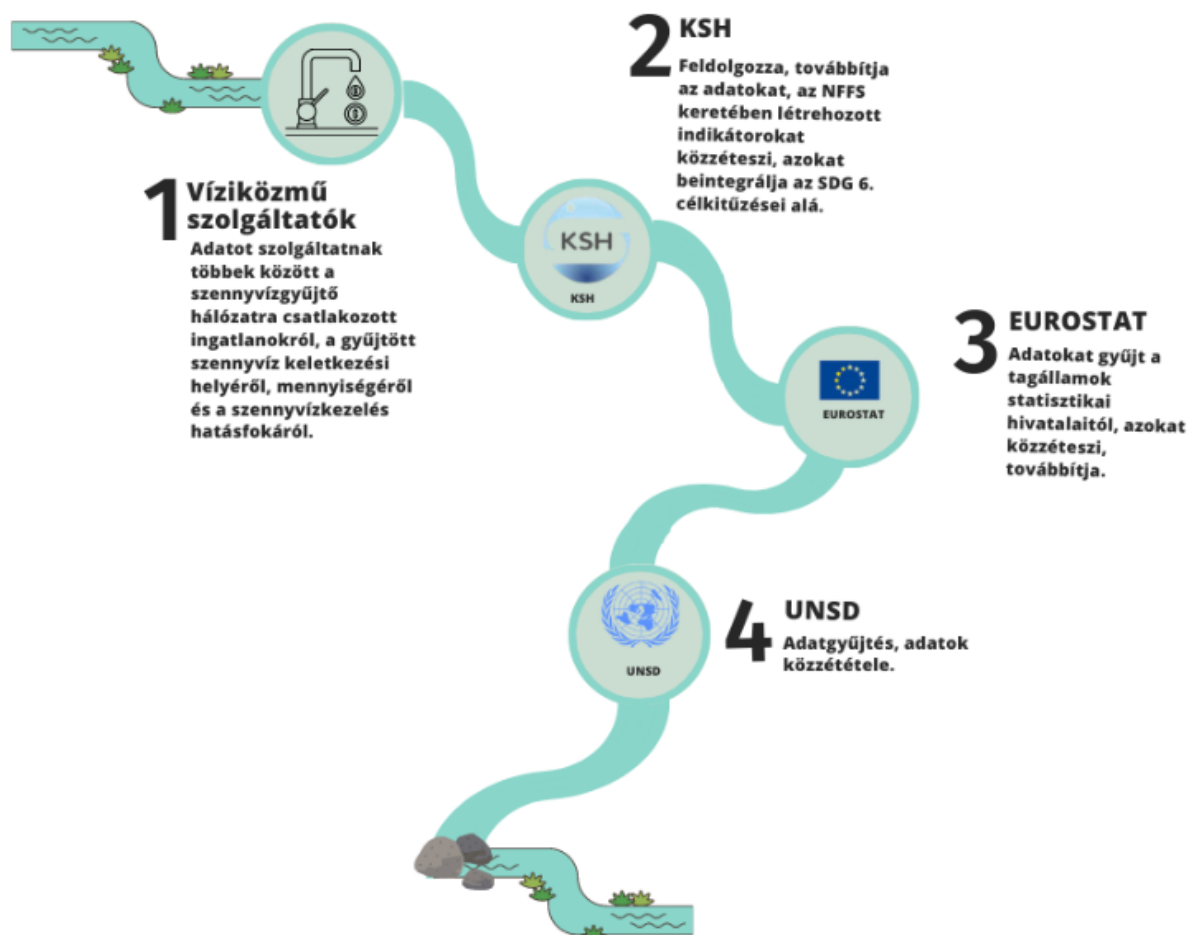 1
Víziközmű
szolgáltatók
Adatot szolgáltatnak
többek között a
szennyvízgyűjtő
hálózatra csatlakozott
ingatlanokról, a gyűjtött
szennyvíz keletkezési
helyéről, mennyiségéről
és a szennyvízkezelés
hatásfokáról.
2
KSH
Feldolgozza, továbbítja
az adatokat, az NFFS
keretében létrehozott
indikátorokat
közzéteszi, azokat
beintegrálja az SDG 6.
célkitűzései alá.
KSH
KSH
3
EUROSTAT
Adatokat gyűjt a
tagállamok
statisztikai
hivatalaitól, azokat
közzéteszi,
továbbítja.
EUROSTAT
4
UNSD
Adatgyűjtés, adatok
közzététele.
UNSD